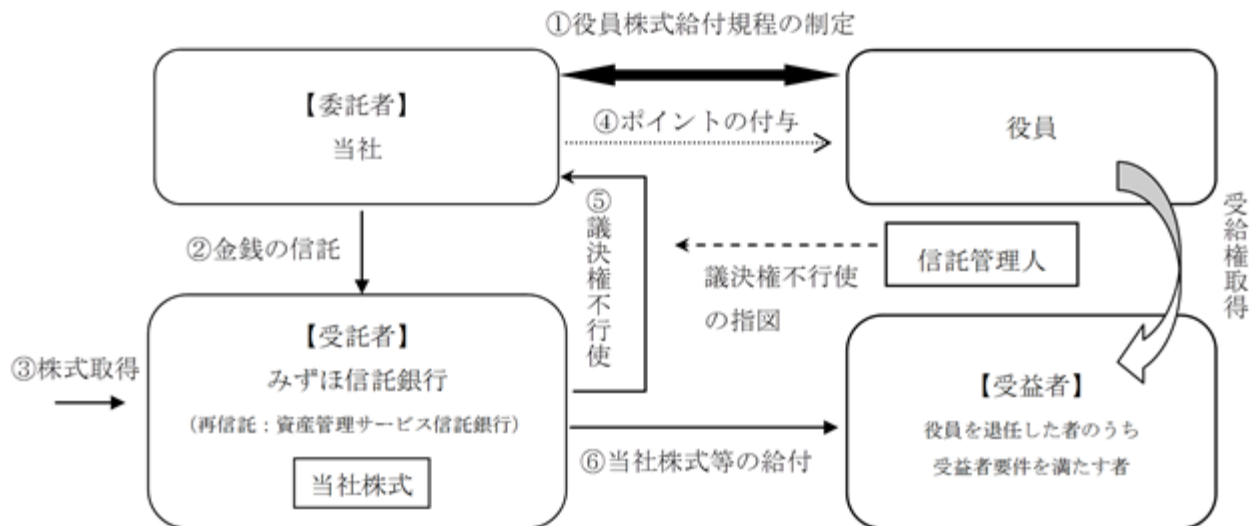 ①役員株式給付規程の制定
【委託者】
当社
④ポイントの付与
役員
②金銭の信託
⑤議決権不行使
議決権不行使
の指図
信託管理人
受給権取得
③株式取得
【受託者】
みずほ信託銀行
(再信託：資産管理サービス信託銀行)
当社株式
⑥当社株式等の給付
【受益者】
役員を退任した者のうち
受益者要件を満たす者